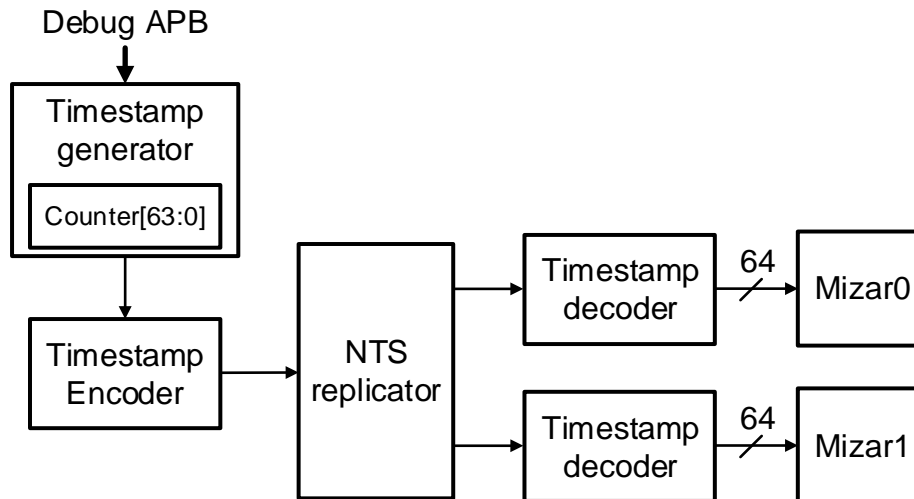 Debug APB
Timestamp
generator
Counter[63:0]
Timestamp
Encoder
NTS
replicator
Timestamp
decoder
64
Mizar0
Timestamp
decoder
64
Mizar1